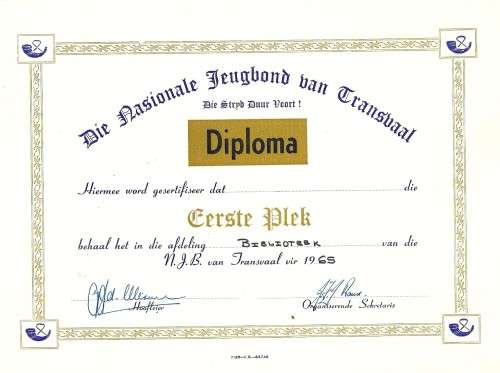 Die Nasionale Jeugbond van Transvaal
Die Stryd Duur Voort !
Diploma
Hiermee word gesertifiseer dat die
Eerste Plek
behaal het in die afdeling BIBLIOTEEK van die
N.J.B. van Transvaal vir 1965
Hoofleier
Organiserende Sekretaris